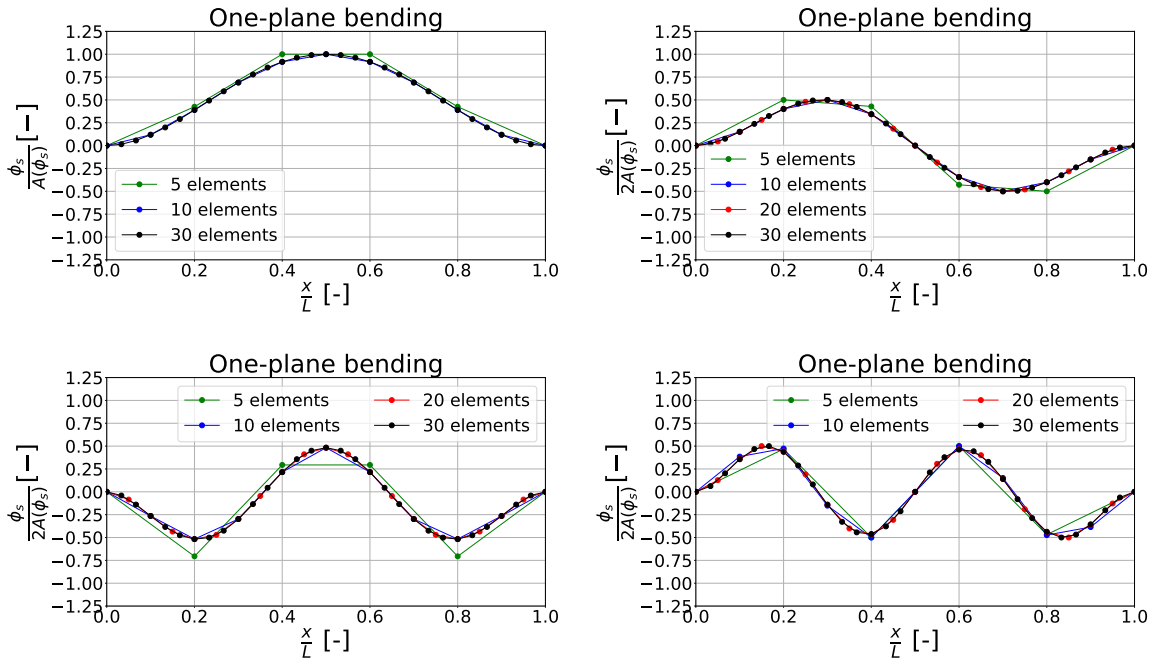 One-plane bending
1.25
1.00
0.75
0.50
0.25
0.00
−0.25
−0.50
−0.75
−1.00
−1.25
ϕs/A(ϕs) [−]
5 elements
10 elements
30 elements
0.0 0.2 0.4 0.6 0.8 1.0
x/L [-]
One-plane bending
1.25
1.00
0.75
0.50
0.25
0.00
−0.25
−0.50
−0.75
−1.00
−1.25
ϕs/2A(ϕs) [−]
5 elements
10 elements
20 elements
30 elements
0.0 0.2 0.4 0.6 0.8 1.0
x/L [-]
One-plane bending
1.25
1.00
0.75
0.50
0.25
0.00
−0.25
−0.50
−0.75
−1.00
−1.25
ϕs/2A(ϕs) [−]
5 elements 20 elements
10 elements 30 elements
0.0 0.2 0.4 0.6 0.8 1.0
x/L [-]
One-plane bending
1.25
1.00
0.75
0.50
0.25
0.00
−0.25
−0.50
−0.75
−1.00
−1.25
ϕs/2A(ϕs) [−]
5 elements 20 elements
10 elements 30 elements
0.0 0.2 0.4 0.6 0.8 1.0
x/L [-]